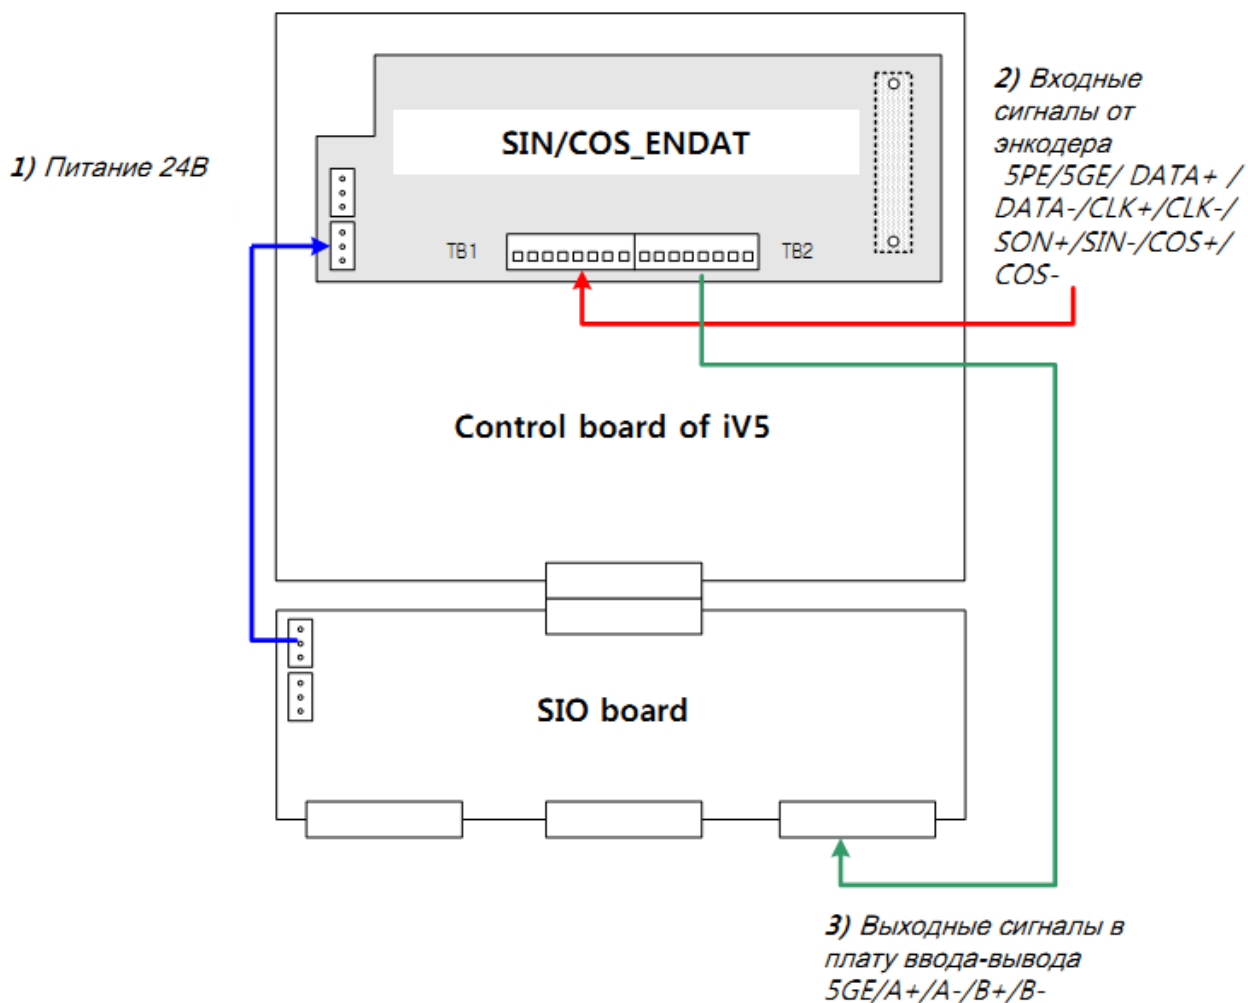 2) Входные
сигналы от
энкодера
5PE/5GE/ DATA+ /
DATA-/CLK+/CLK-/
SON+/SIN-/COS+/
COS-
SIN/COS_ENDAT
1) Питание 24В
TB1
TB2
Control board of iV5
SIO board
3) Выходные сигналы в
плату ввода-вывода
5GE/A+/A-/B+/B-